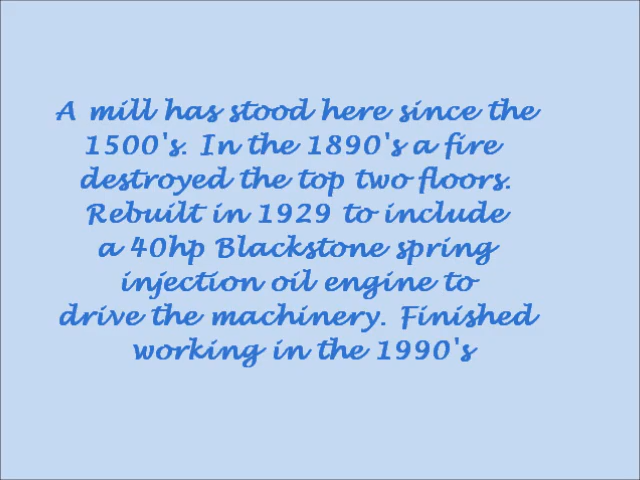 A mill has stood here since the
1500's. In the 1890's a fire
destroyed the top two floors.
Rebuilt in 1929 to include
a 40hp Blackstone spring
injection oil engine to
drive the machinery. Finished
working in the 1990's